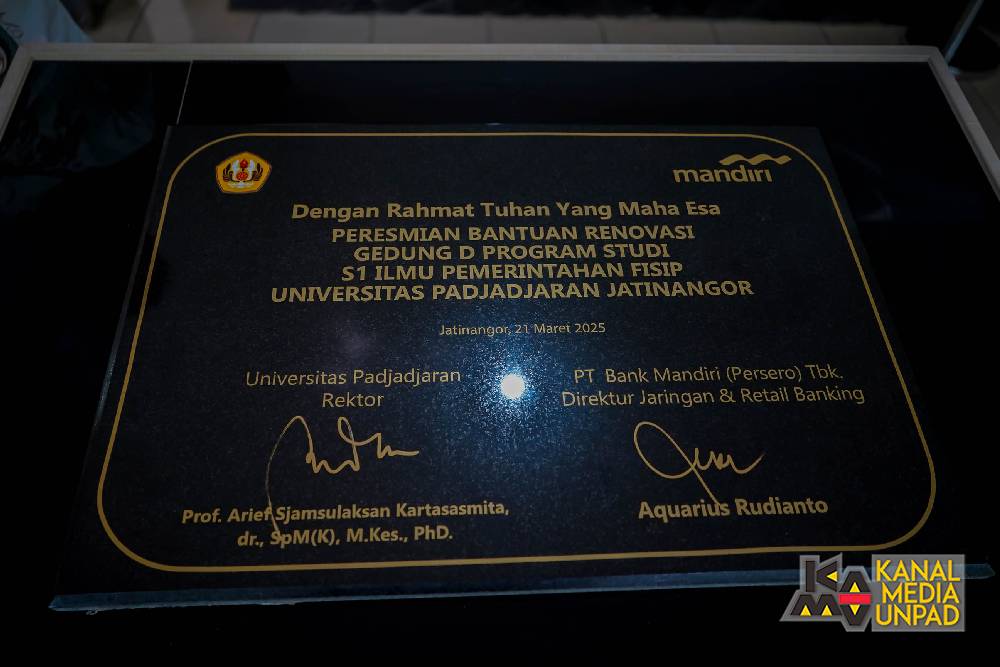 mandiri
Dengan Rahmat Tuhan Yang Maha Esa
PERESMIAN BANTUAN RENOVASI
GEDUNG D PROGRAM STUDI
S1 ILMU PEMERINTAHAN FISIP
UNIVERSITAS PADJADJARAN JATINANGOR
Jatinangor, 21 Maret 2025
Universitas Padjadjaran
Rektor
Prof. Arief Sjamsulaksan Kartasasmita,
dr., SpM(K), M.Kes., PhD.
PT Bank Mandiri (Persero) Tbk.
Direktur Jaringan & Retail Banking
Aquarius Rudianto
KANAL
MEDIA
UNPAD